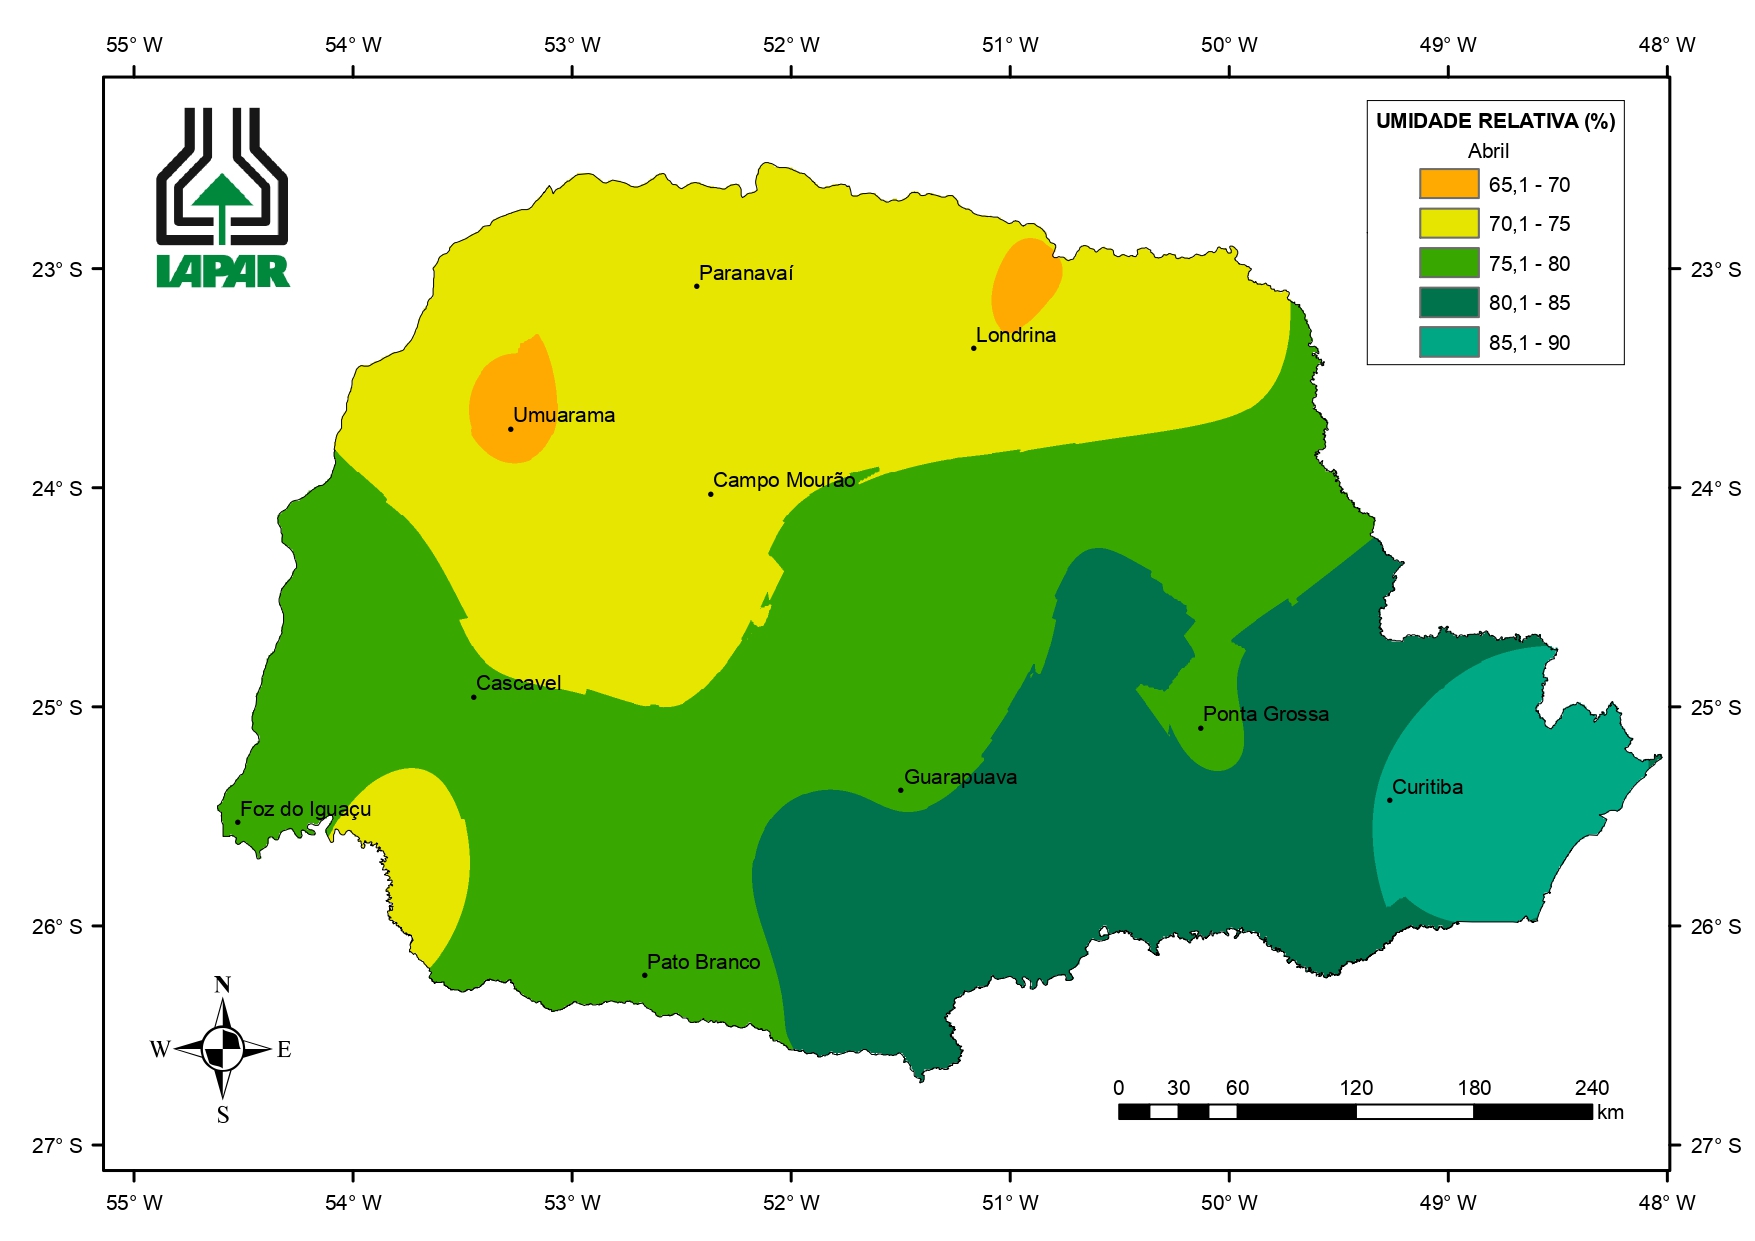 55° W 54° W 53° W 52° W 51° W 50° W 49° W 48° W
UMIDADE RELATIVA (%)
Abril
65,1 - 70
70,1 - 75
75,1 - 80
80,1 - 85
85,1 - 90
IAPAR
23° S 23° S
Paranavaí
Londrina
Umuarama
Campo Mourão
24° S 24° S
Cascavel
25° S 25° S
Ponta Grossa
Guarapuava
Curitiba
Foz do Iguaçu
26° S 26° S
Pato Branco
N
W E
S
0 30 60 120 180 240
km
27° S 27° S
55° W 54° W 53° W 52° W 51° W 50° W 49° W 48° W